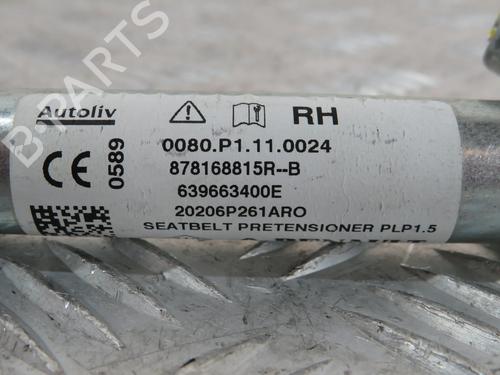 Autoliv
RH
CE 0589
0080.P1.11.0024
878168815R--B
639663400E
20206P261ARO
SEATBELT PRETENSIONER PLP1.5
B-PARTS